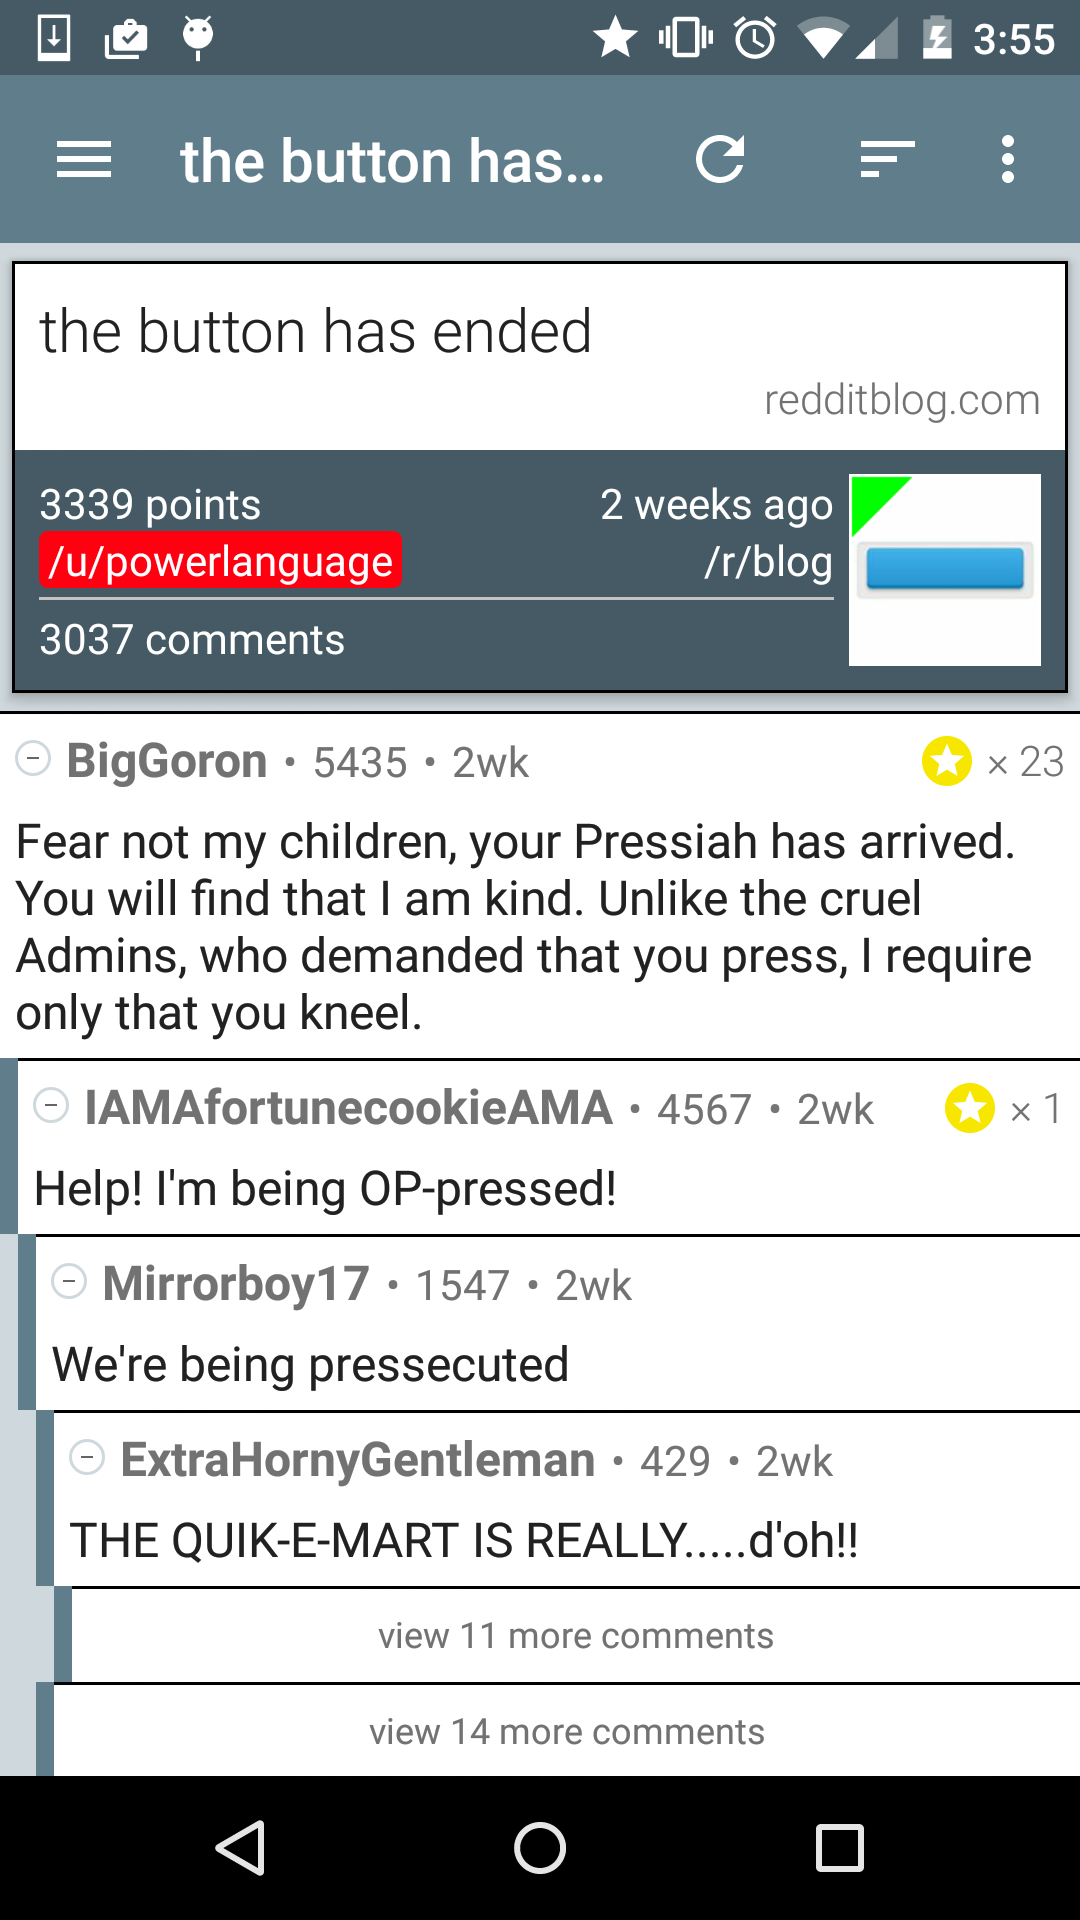 3:55
the button has...
the button has ended
redditblog.com
3339 points 2 weeks ago
/u/powerlanguage /r/blog
3037 comments
BigGoron • 5435 • 2wk × 23
Fear not my children, your Pressiah has arrived.
You will find that I am kind. Unlike the cruel
Admins, who demanded that you press, I require
only that you kneel.
IAMAfortunecookieAMA • 4567 • 2wk × 1
Help! I'm being OP-pressed!
Mirrorboy17 • 1547 • 2wk
We're being pressecuted
ExtraHornyGentleman • 429 • 2wk
THE QUIK-E-MART IS REALLY.....d'oh!!
view 11 more comments
view 14 more comments